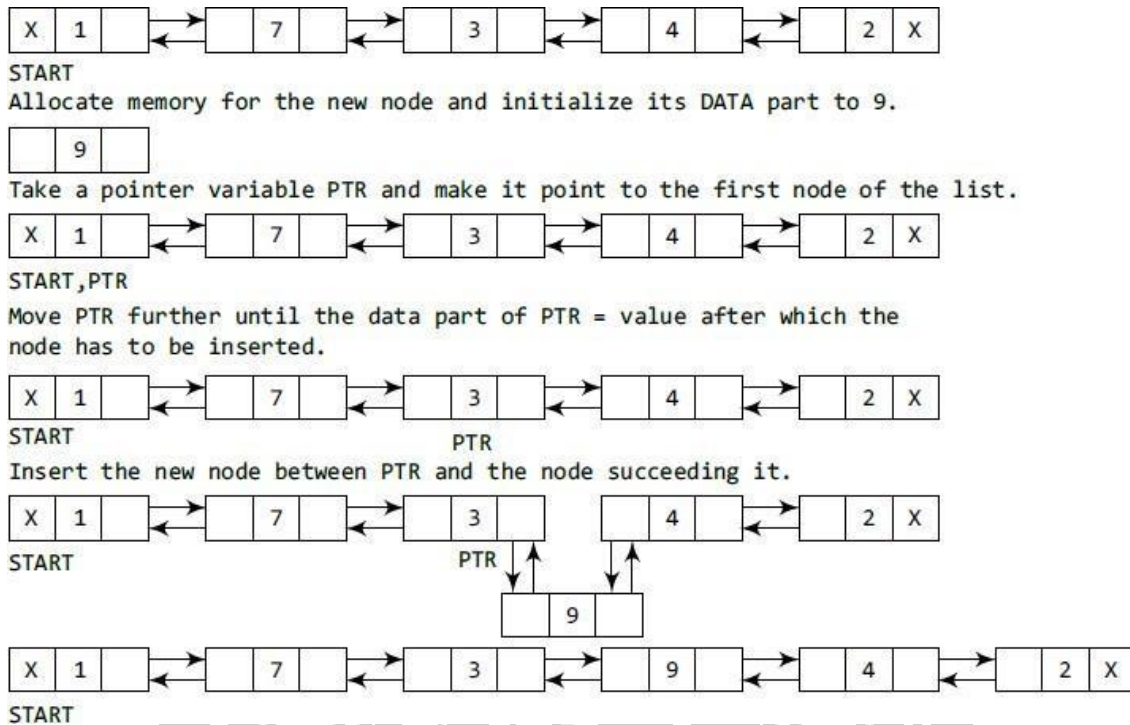 X 1 7 3 4 2 X
START
Allocate memory for the new node and initialize its DATA part to 9.
9
Take a pointer variable PTR and make it point to the first node of the list.
X 1 7 3 4 2 X
START,PTR
Move PTR further until the data part of PTR = value after which the
node has to be inserted.
X 1 7 3 4 2 X
START PTR
Insert the new node between PTR and the node succeeding it.
X 1 7 3 4 2 X
START PTR
9
X 1 7 3 9 4 2 X
START